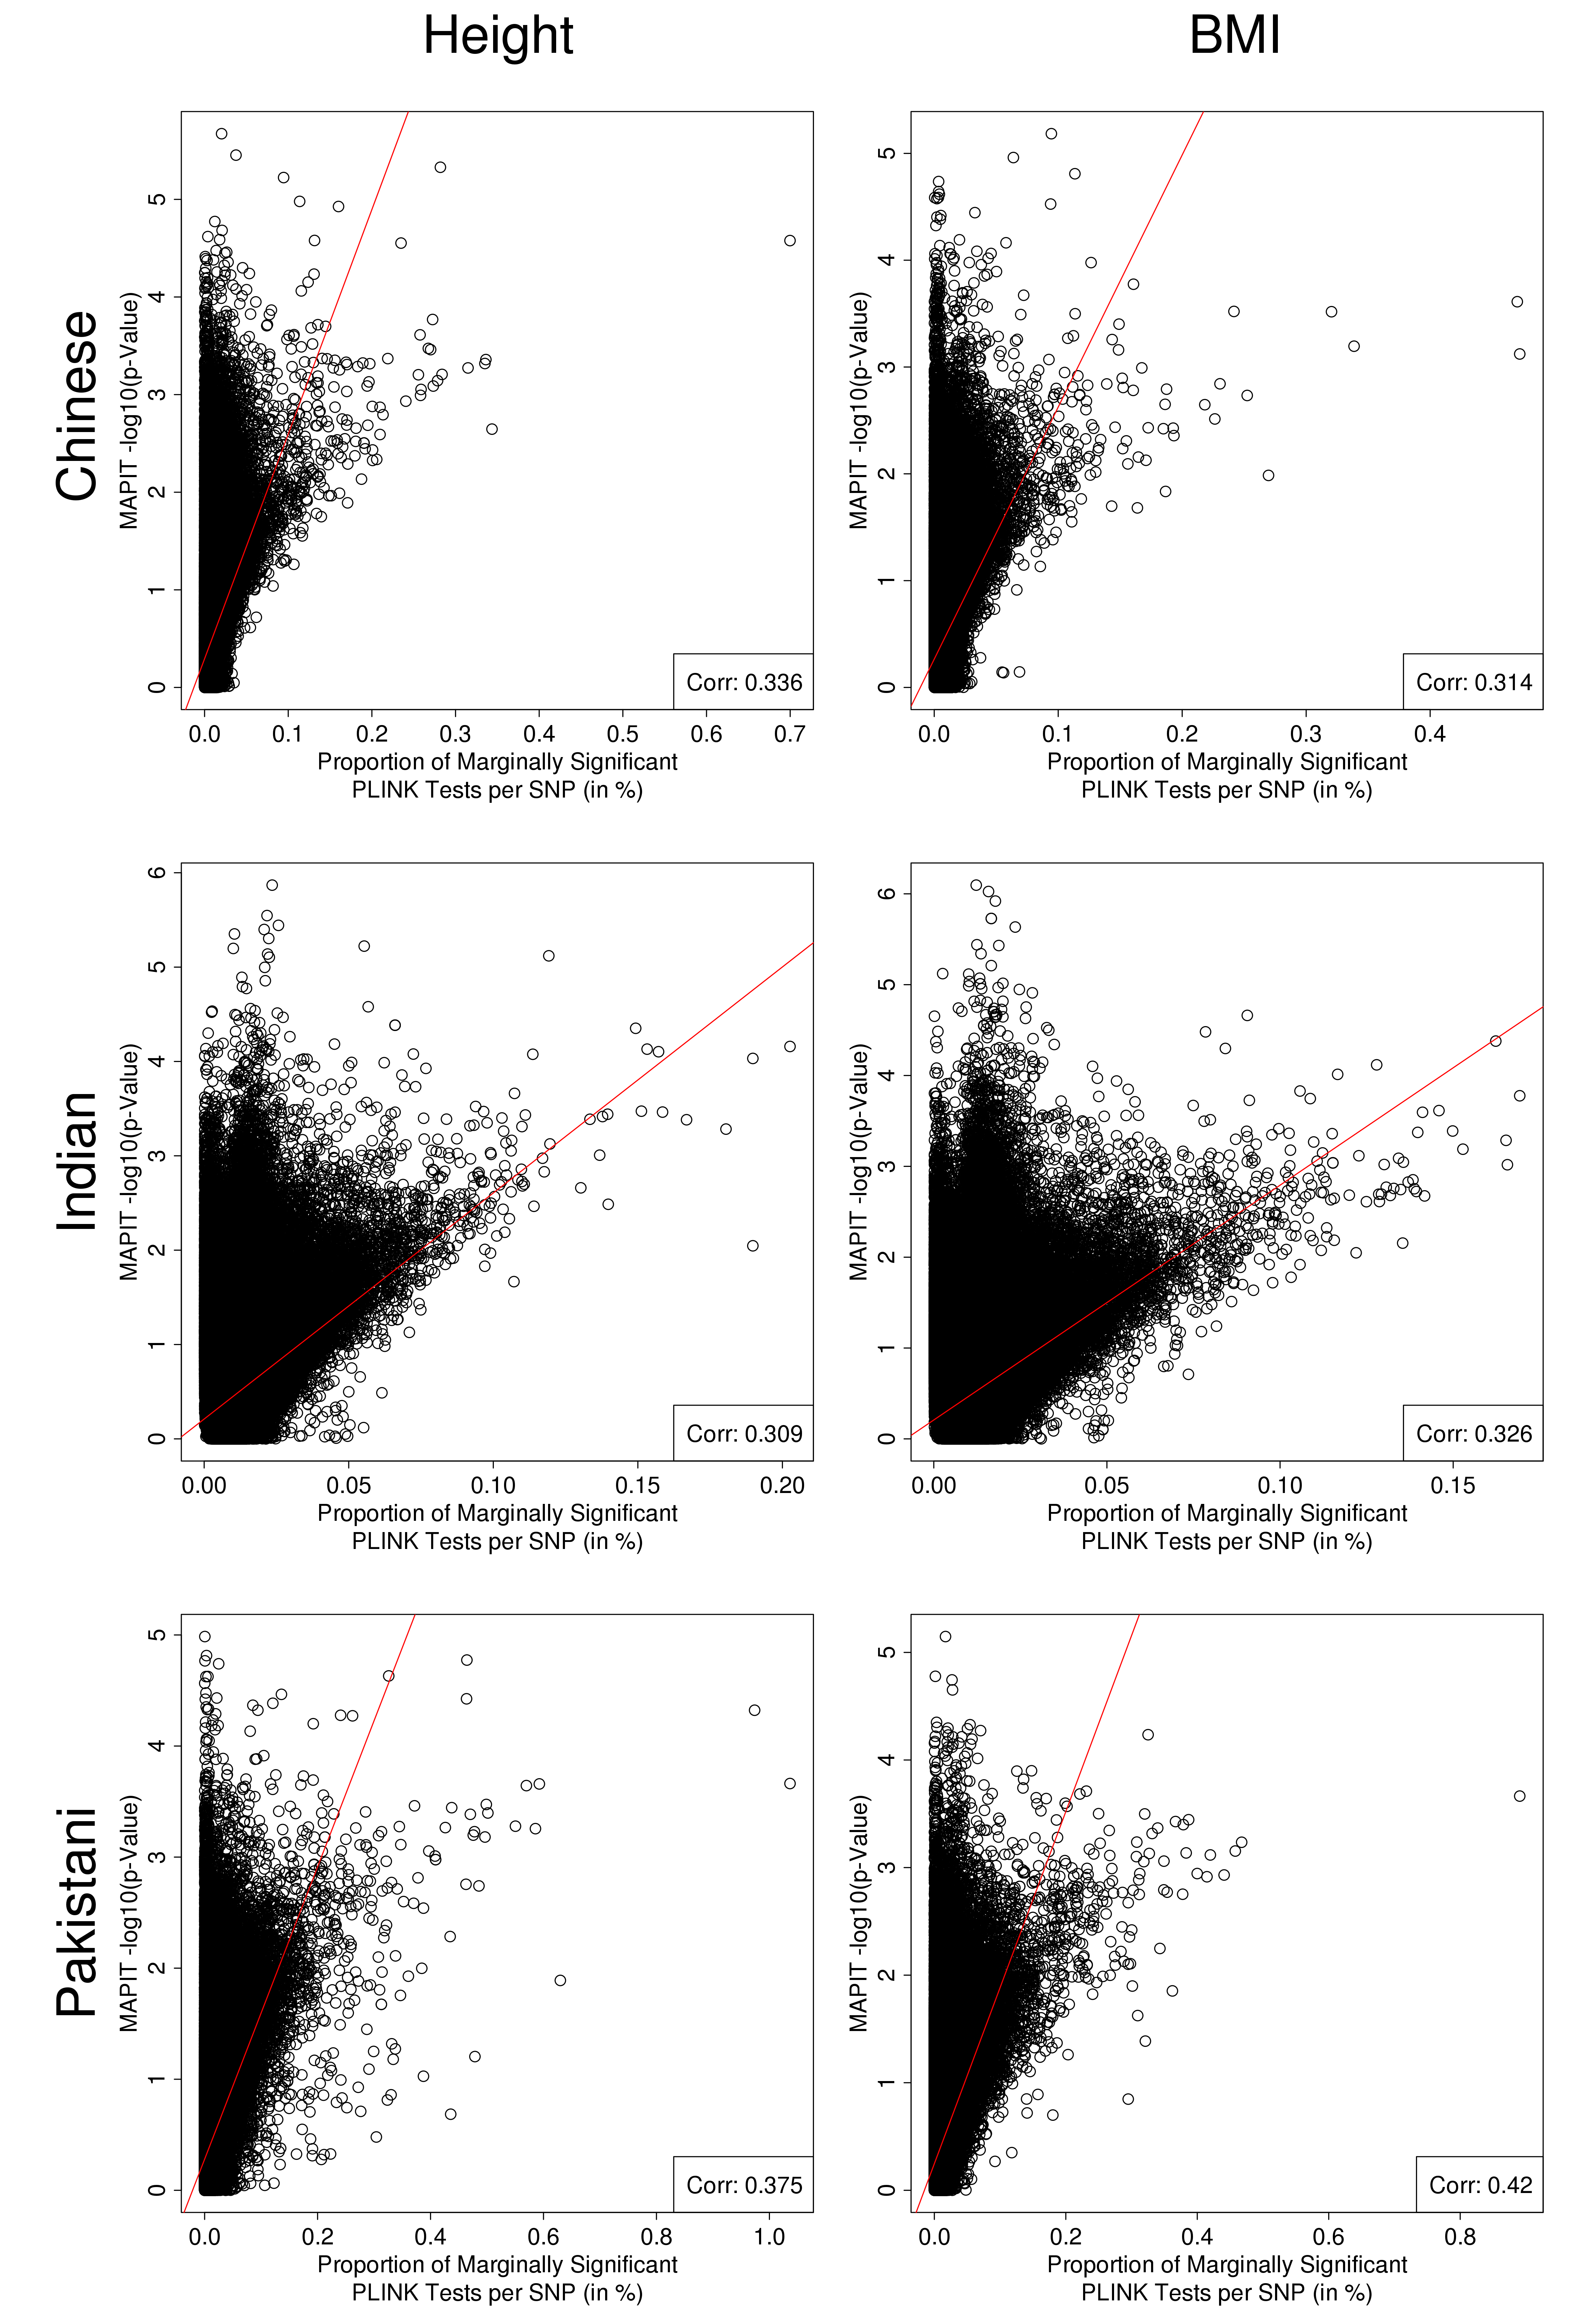 Height
BMI
Chinese
MAPIT -log10(p-Value)
5
4
3
2
1
0
Corr: 0.336
0.0 0.1 0.2 0.3 0.4 0.5 0.6 0.7
Proportion of Marginally Significant
PLINK Tests per SNP (in %)
MAPIT -log10(p-Value)
5
4
3
2
1
0
Corr: 0.314
0.0 0.1 0.2 0.3 0.4
Proportion of Marginally Significant
PLINK Tests per SNP (in %)
Indian
MAPIT -log10(p-Value)
6
5
4
3
2
1
0
Corr: 0.309
0.00 0.05 0.10 0.15 0.20
Proportion of Marginally Significant
PLINK Tests per SNP (in %)
MAPIT -log10(p-Value)
6
5
4
3
2
1
0
Corr: 0.326
0.00 0.05 0.10 0.15
Proportion of Marginally Significant
PLINK Tests per SNP (in %)
Pakistani
MAPIT -log10(p-Value)
5
4
3
2
1
0
Corr: 0.375
0.0 0.2 0.4 0.6 0.8 1.0
Proportion of Marginally Significant
PLINK Tests per SNP (in %)
MAPIT -log10(p-Value)
5
4
3
2
1
0
Corr: 0.42
0.0 0.2 0.4 0.6 0.8
Proportion of Marginally Significant
PLINK Tests per SNP (in %)